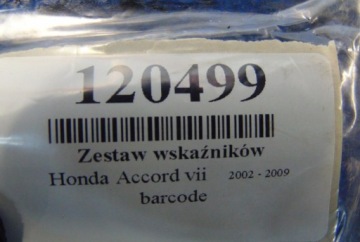 120499
Zestaw wskaźników
Honda Accord vii 2002 - 2009
barcode